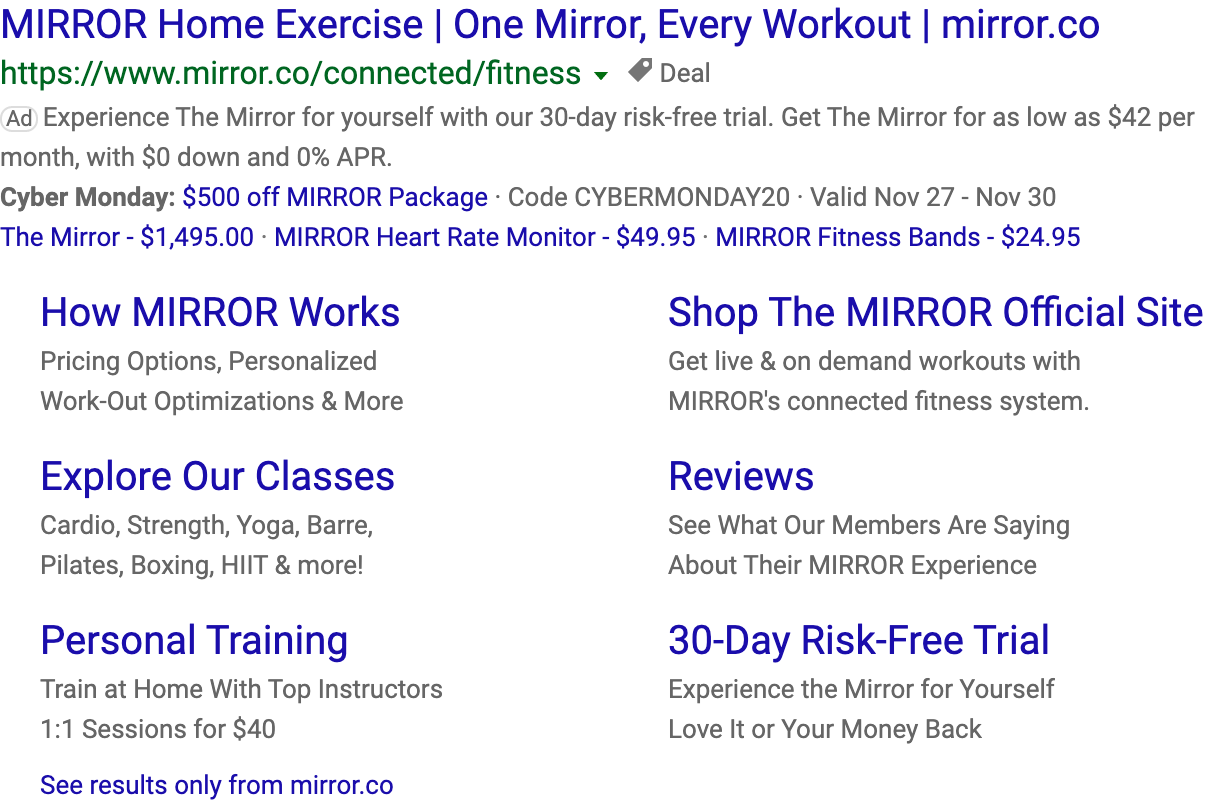 MIRROR Home Exercise | One Mirror, Every Workout | mirror.co
https://www.mirror.co/connected/fitness Deal
Ad Experience The Mirror for yourself with our 30-day risk-free trial. Get The Mirror for as low as $42 per
month, with $0 down and 0% APR.
Cyber Monday: $500 off MIRROR Package · Code CYBERMONDAY20 · Valid Nov 27 - Nov 30
The Mirror - $1,495.00 · MIRROR Heart Rate Monitor - $49.95 · MIRROR Fitness Bands - $24.95
How MIRROR Works
Pricing Options, Personalized
Work-Out Optimizations & More
Shop The MIRROR Official Site
Get live & on demand workouts with
MIRROR's connected fitness system.
Explore Our Classes
Cardio, Strength, Yoga, Barre,
Pilates, Boxing, HIIT & more!
Reviews
See What Our Members Are Saying
About Their MIRROR Experience
Personal Training
Train at Home With Top Instructors
1:1 Sessions for $40
30-Day Risk-Free Trial
Experience the Mirror for Yourself
Love It or Your Money Back
See results only from mirror.co